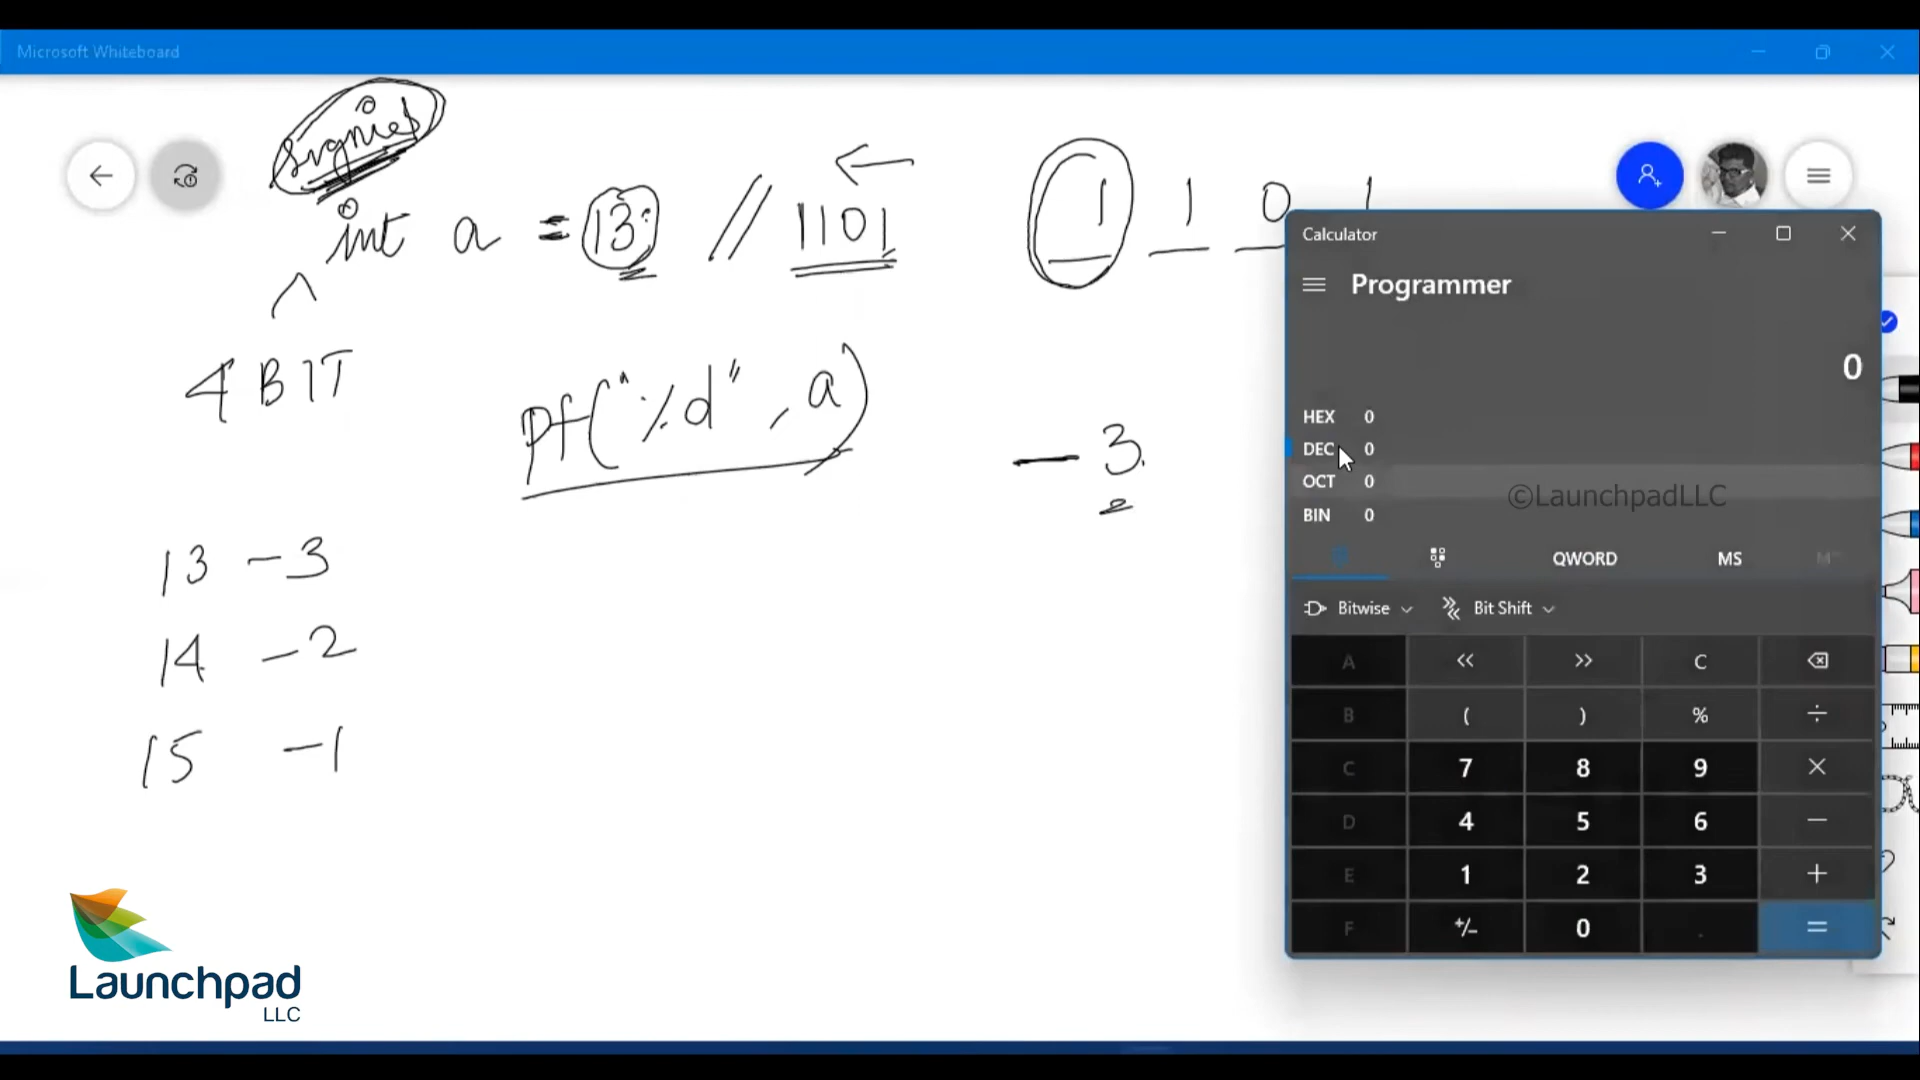 Microsoft Whiteboard
signed
int a = 13; // 1101 ←
1 1 0 1
4 BIT
pf("%d", a)
- 3.
13 - 3
14 - 2
15 - 1
Calculator
Programmer
0
HEX 0
DEC 0
OCT 0
BIN 0
©LaunchpadLLC
QWORD MS
Bitwise Bit Shift
A << >> C
B ( ) % ÷
C 7 8 9 ×
D 4 5 6 −
E 1 2 3 +
F +/- 0 . =
Launchpad
LLC